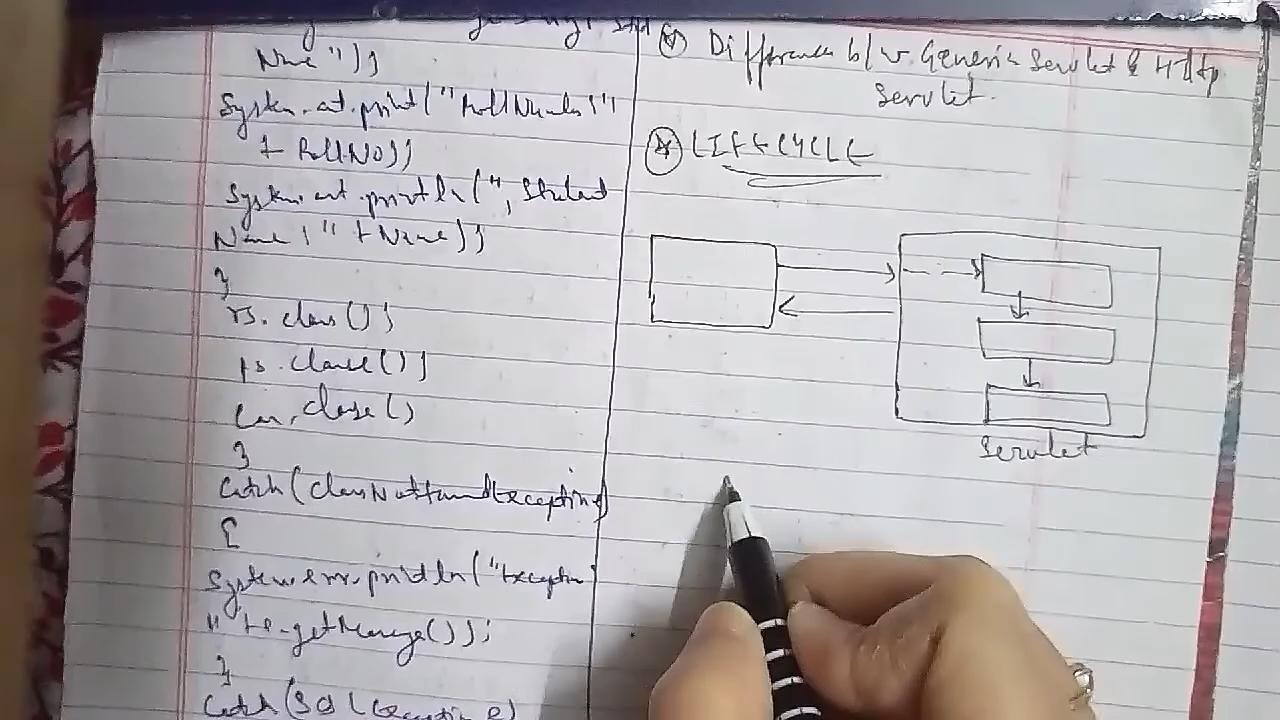 Name");
System.out.print("RollNumber:"
+ RollNo);
System.out.println(", Student
Name:" + Name);
}
rs.close();
ps.close();
con.close()
}
Catch(ClassNotFoundException e)
{
System.err.println("Exception
" + e.getMessage());
}
Catch(SQLException e)
Difference b/w. Generic Servlet & Http
Servlet.
LIFECYCLE
Servlet